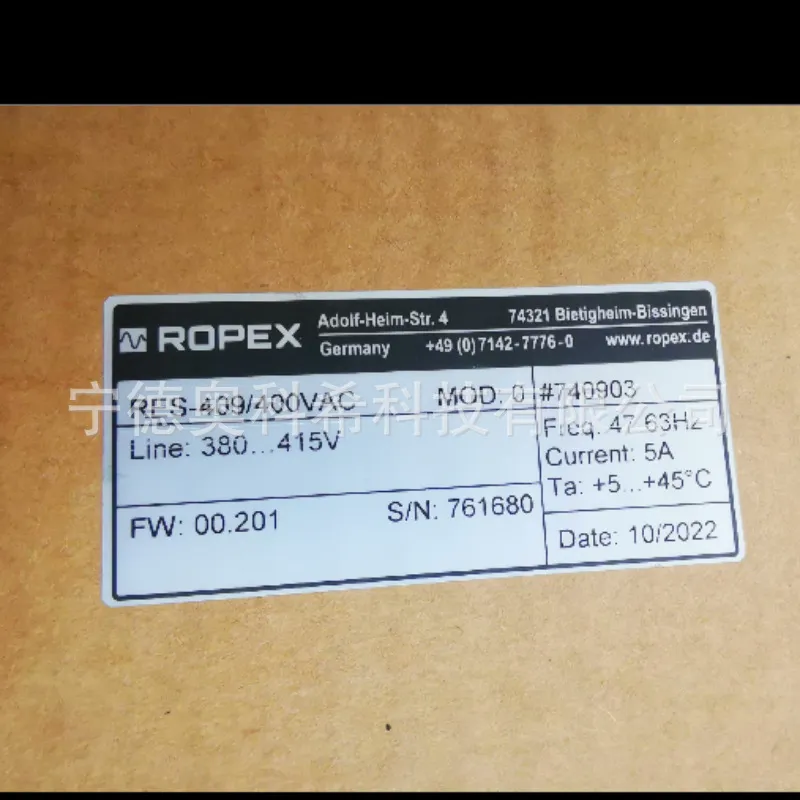 ROPEX
Adolf-Heim-Str. 4 74321 Bietigheim-Bissingen
Germany +49 (0)7142-7776-0 www.ropex.de
RES-409/400VAC MOD: 0 #740903
宁德奥科希科技有限公司
Line: 380...415V
Freq. 47-63Hz
Current: 5A
Ta: +5...+45°C
FW: 00.201 S/N: 761680
Date: 10/2022